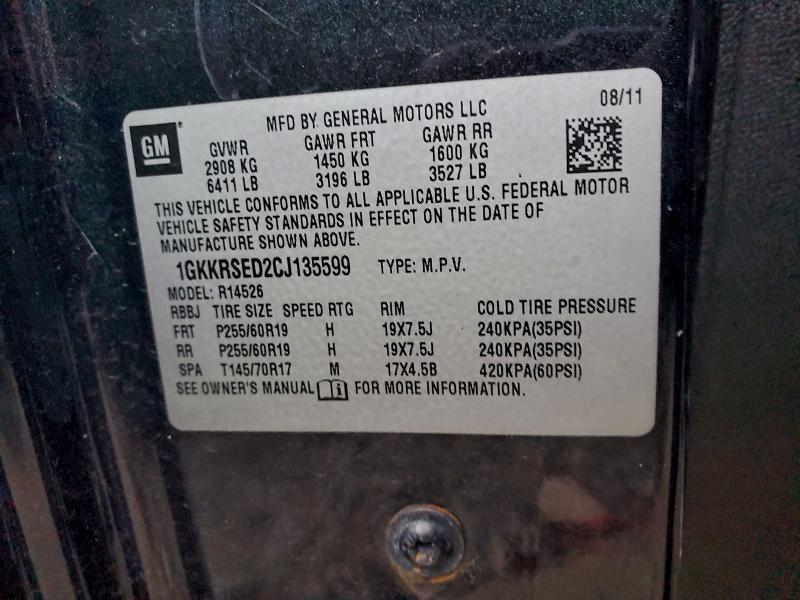 MFD BY GENERAL MOTORS LLC
08/11
GM
GVWR GAWR FRT GAWR RR
2908 KG 1450 KG 1600 KG
6411 LB 3196 LB 3527 LB
THIS VEHICLE CONFORMS TO ALL APPLICABLE U.S. FEDERAL MOTOR
VEHICLE SAFETY STANDARDS IN EFFECT ON THE DATE OF
MANUFACTURE SHOWN ABOVE.
1GKKRSED2CJ135599 TYPE: M.P.V.
MODEL: R14526
RBBJ TIRE SIZE SPEED RTG RIM COLD TIRE PRESSURE
FRT P255/60R19 H 19X7.5J 240KPA(35PSI)
RR P255/60R19 H 19X7.5J 240KPA(35PSI)
SPA T145/70R17 M 17X4.5B 420KPA(60PSI)
SEE OWNER'S MANUAL i FOR MORE INFORMATION.